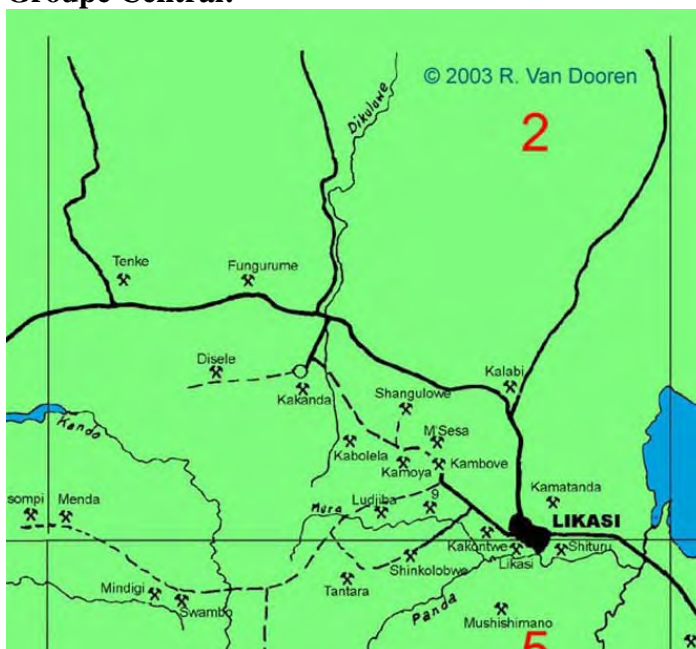 Groupe Central:
© 2003 R. Van Dooren
Dikuluwe
2
Tenke
Fungurume
Disele
Kakanda
Kalabi
Shangulowe
Kando
M'Sesa
Kabolela
Kamoya
Kambove
sompi
Menda
Ludjiba
9
Mura
Kamatanda
LIKASI
Kakontwe
Likasi
Shituru
Shinkolobwe
Tantara
Mindigi
Swambo
Panda
Mushishimano
5